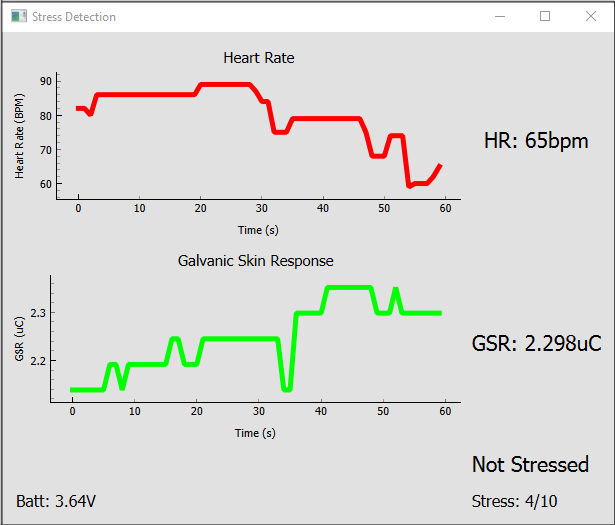 Stress Detection
Heart Rate
Heart Rate (BPM)
90
80
70
60
0 10 20 30 40 50 60
Time (s)
HR: 65bpm
Galvanic Skin Response
GSR (uC)
2.3
2.2
0 10 20 30 40 50 60
Time (s)
GSR: 2.298uC
Not Stressed
Batt: 3.64V
Stress: 4/10